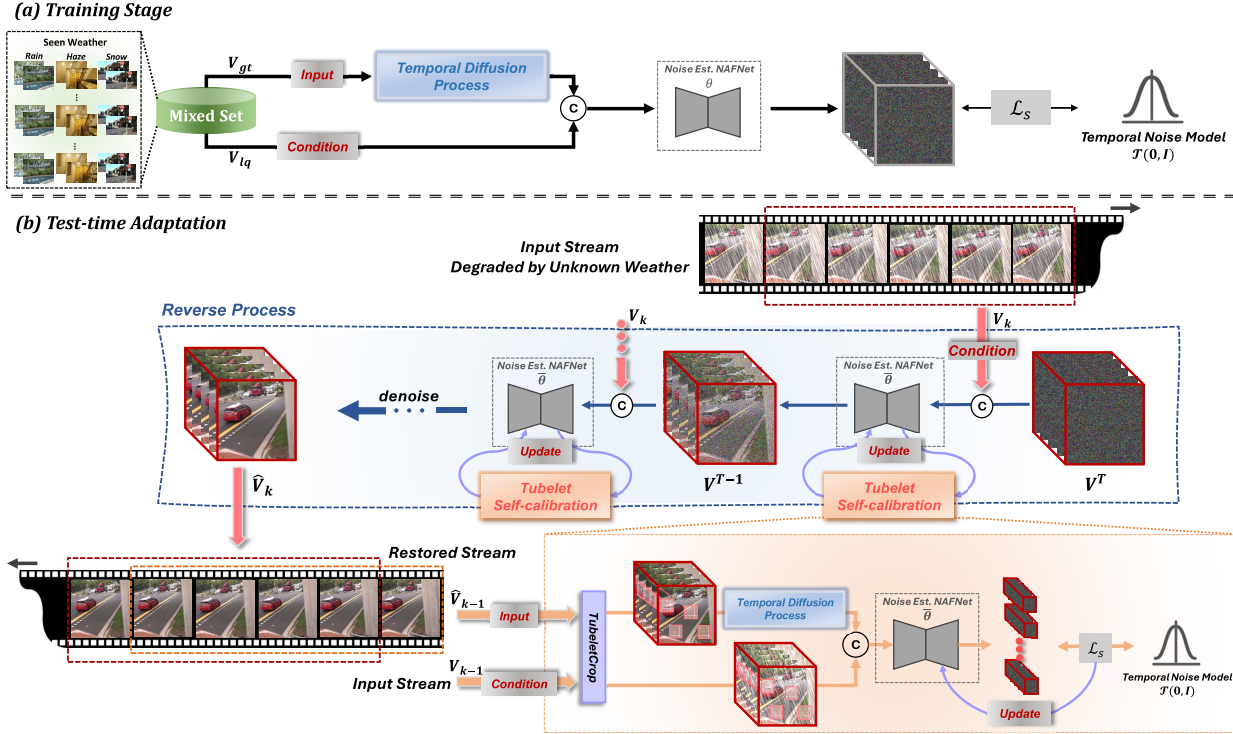 (a) Training Stage
Seen Weather
Rain Haze Snow
Mixed Set
V_gt
Input
Temporal Diffusion
Process
V_lq
Condition
C
Noise Est. NAFNet
θ
ℒ_S
Temporal Noise Model
𝒯(0, I)
(b) Test-time Adaptation
Input Stream
Degraded by Unknown Weather
Reverse Process
V_k
V_k
Condition
Noise Est. NAFNet
θ̅
denoise
C
Noise Est. NAFNet
θ̅
C
Update
Update
V̂_k
Tubelet
Self-calibration
V^{T-1}
Tubelet
Self-calibration
V^T
Restored Stream
V̂_{k-1}
Input
TubeletCrop
Temporal Diffusion
Process
Noise Est. NAFNet
θ̅
C
ℒ_S
V_{k-1}
Input Stream
Condition
Temporal Noise Model
𝒯(0, I)
Update